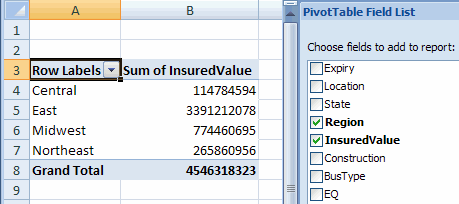 A B
1
2
3 Row Labels Sum of InsuredValue
4 Central 114784594
5 East 3391212078
6 Midwest 774460695
7 Northeast 265860956
8 Grand Total 4546318323
9
PivotTable Field List
Choose fields to add to report:
Expiry
Location
State
Region
InsuredValue
Construction
BusType
EQ